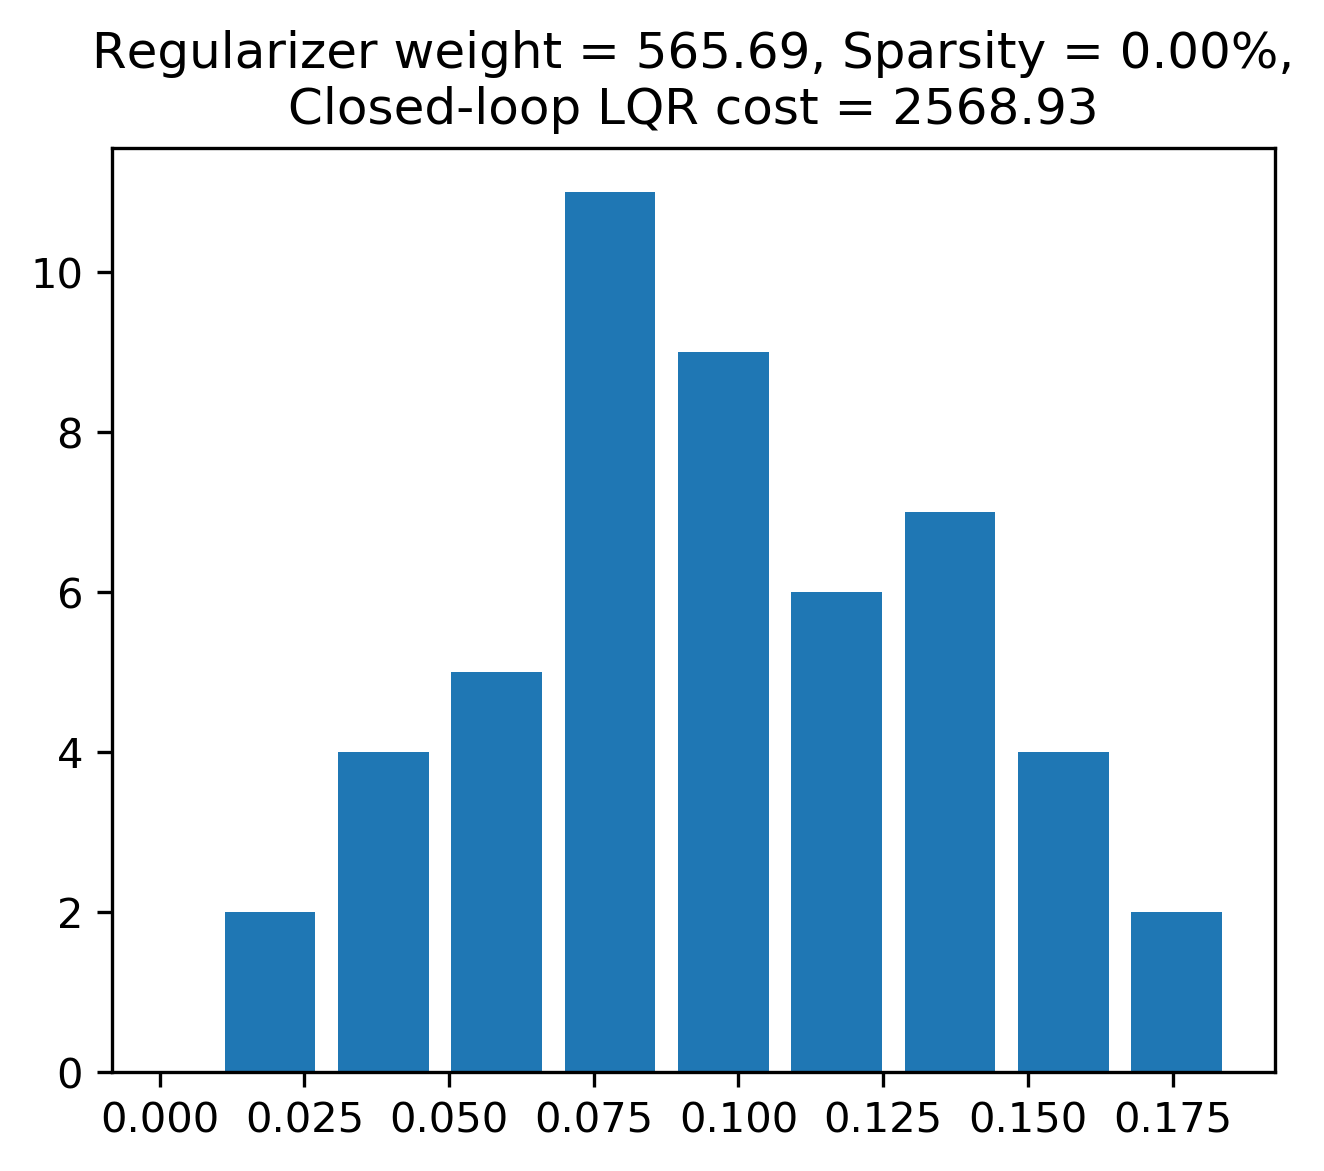 Regularizer weight = 565.69, Sparsity = 0.00%,
Closed-loop LQR cost = 2568.93
10
8
6
4
2
0
0.000 0.025 0.050 0.075 0.100 0.125 0.150 0.175